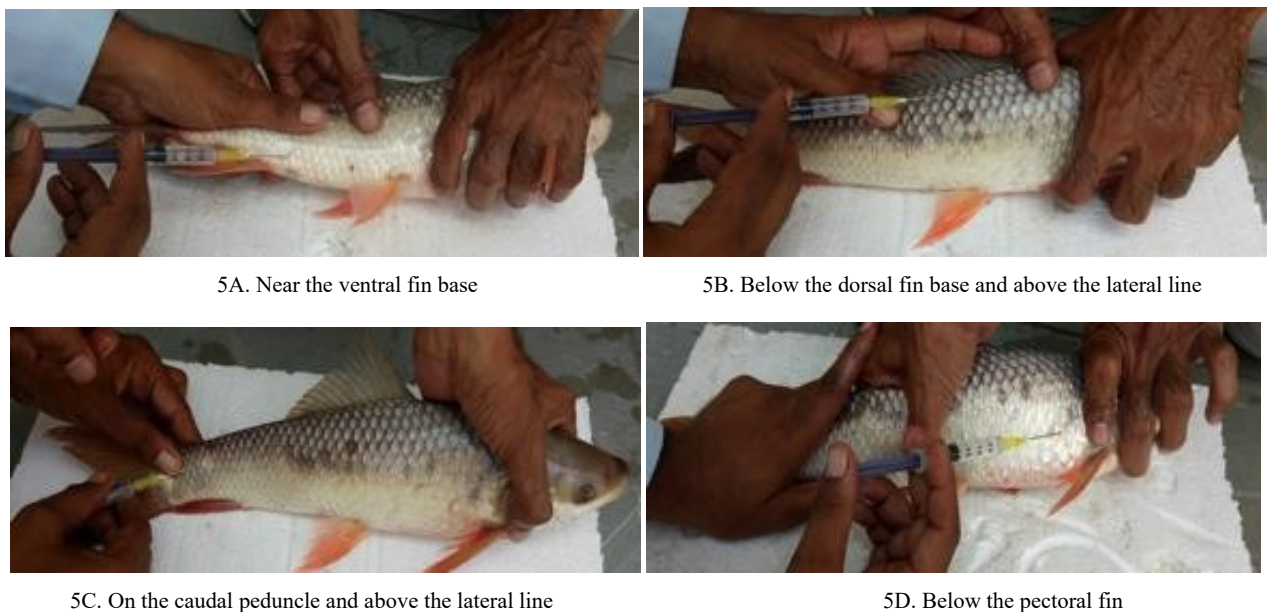 5A. Near the ventral fin base
5B. Below the dorsal fin base and above the lateral line
5C. On the caudal peduncle and above the lateral line
5D. Below the pectoral fin